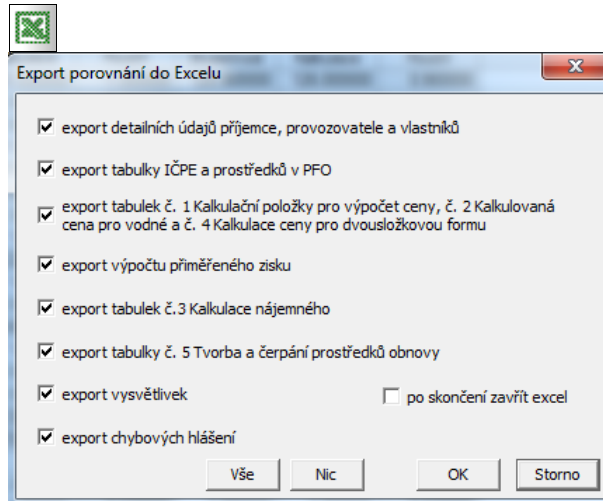 Export porovnání do Excelu
export detailních údajů příjemce, provozovatele a vlastníků
export tabulky IČPE a prostředků v PFO
export tabulek č. 1 Kalkulační položky pro výpočet ceny, č. 2 Kalkulovaná
cena pro vodné a č. 4 Kalkulace ceny pro dvousložkovou formu
export výpočtu přiměřeného zisku
export tabulek č.3 Kalkulace nájemného
export tabulky č. 5 Tvorba a čerpání prostředků obnovy
export vysvětlivek
po skončení zavřít excel
export chybových hlášení
Vše Nic OK Storno